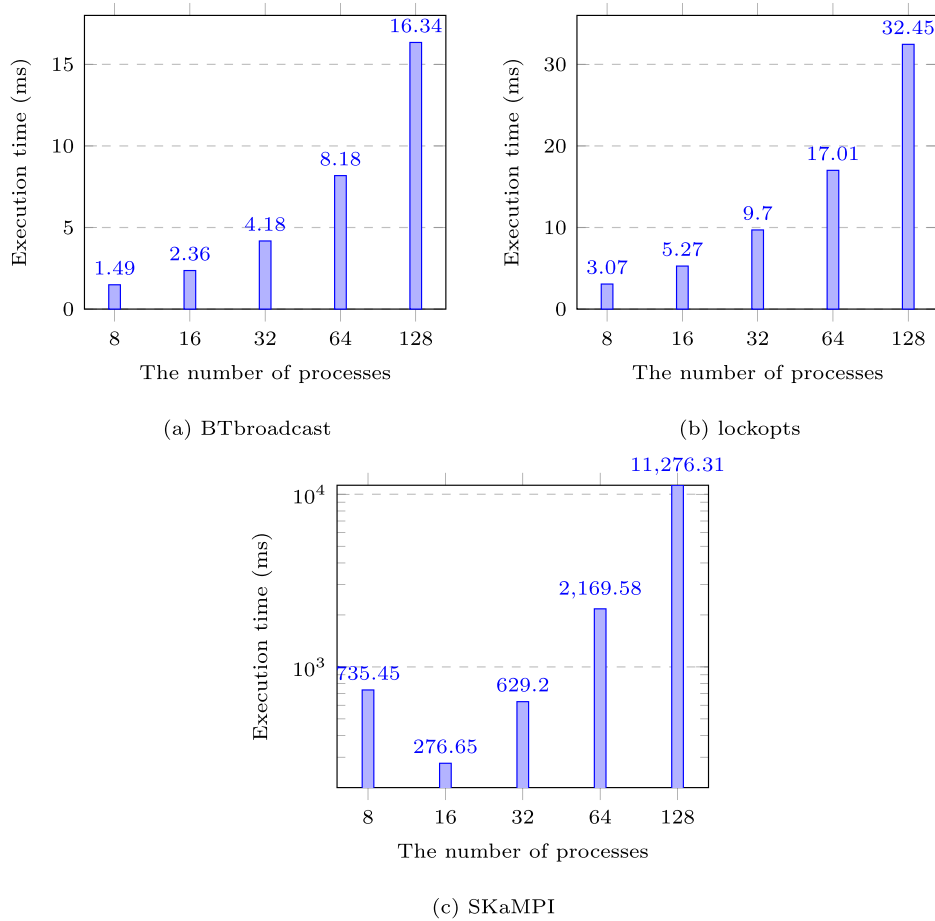 16.34
15
Execution time (ms)
10
8.18
5
4.18
2.36
1.49
0
8 16 32 64 128
The number of processes
(a) BTbroadcast
32.45
30
Execution time (ms)
20
17.01
10
9.7
5.27
3.07
0
8 16 32 64 128
The number of processes
(b) lockopts
11,276.31
10^4
Execution time (ms)
2,169.58
10^3
735.45
629.2
276.65
8 16 32 64 128
The number of processes
(c) SKaMPI